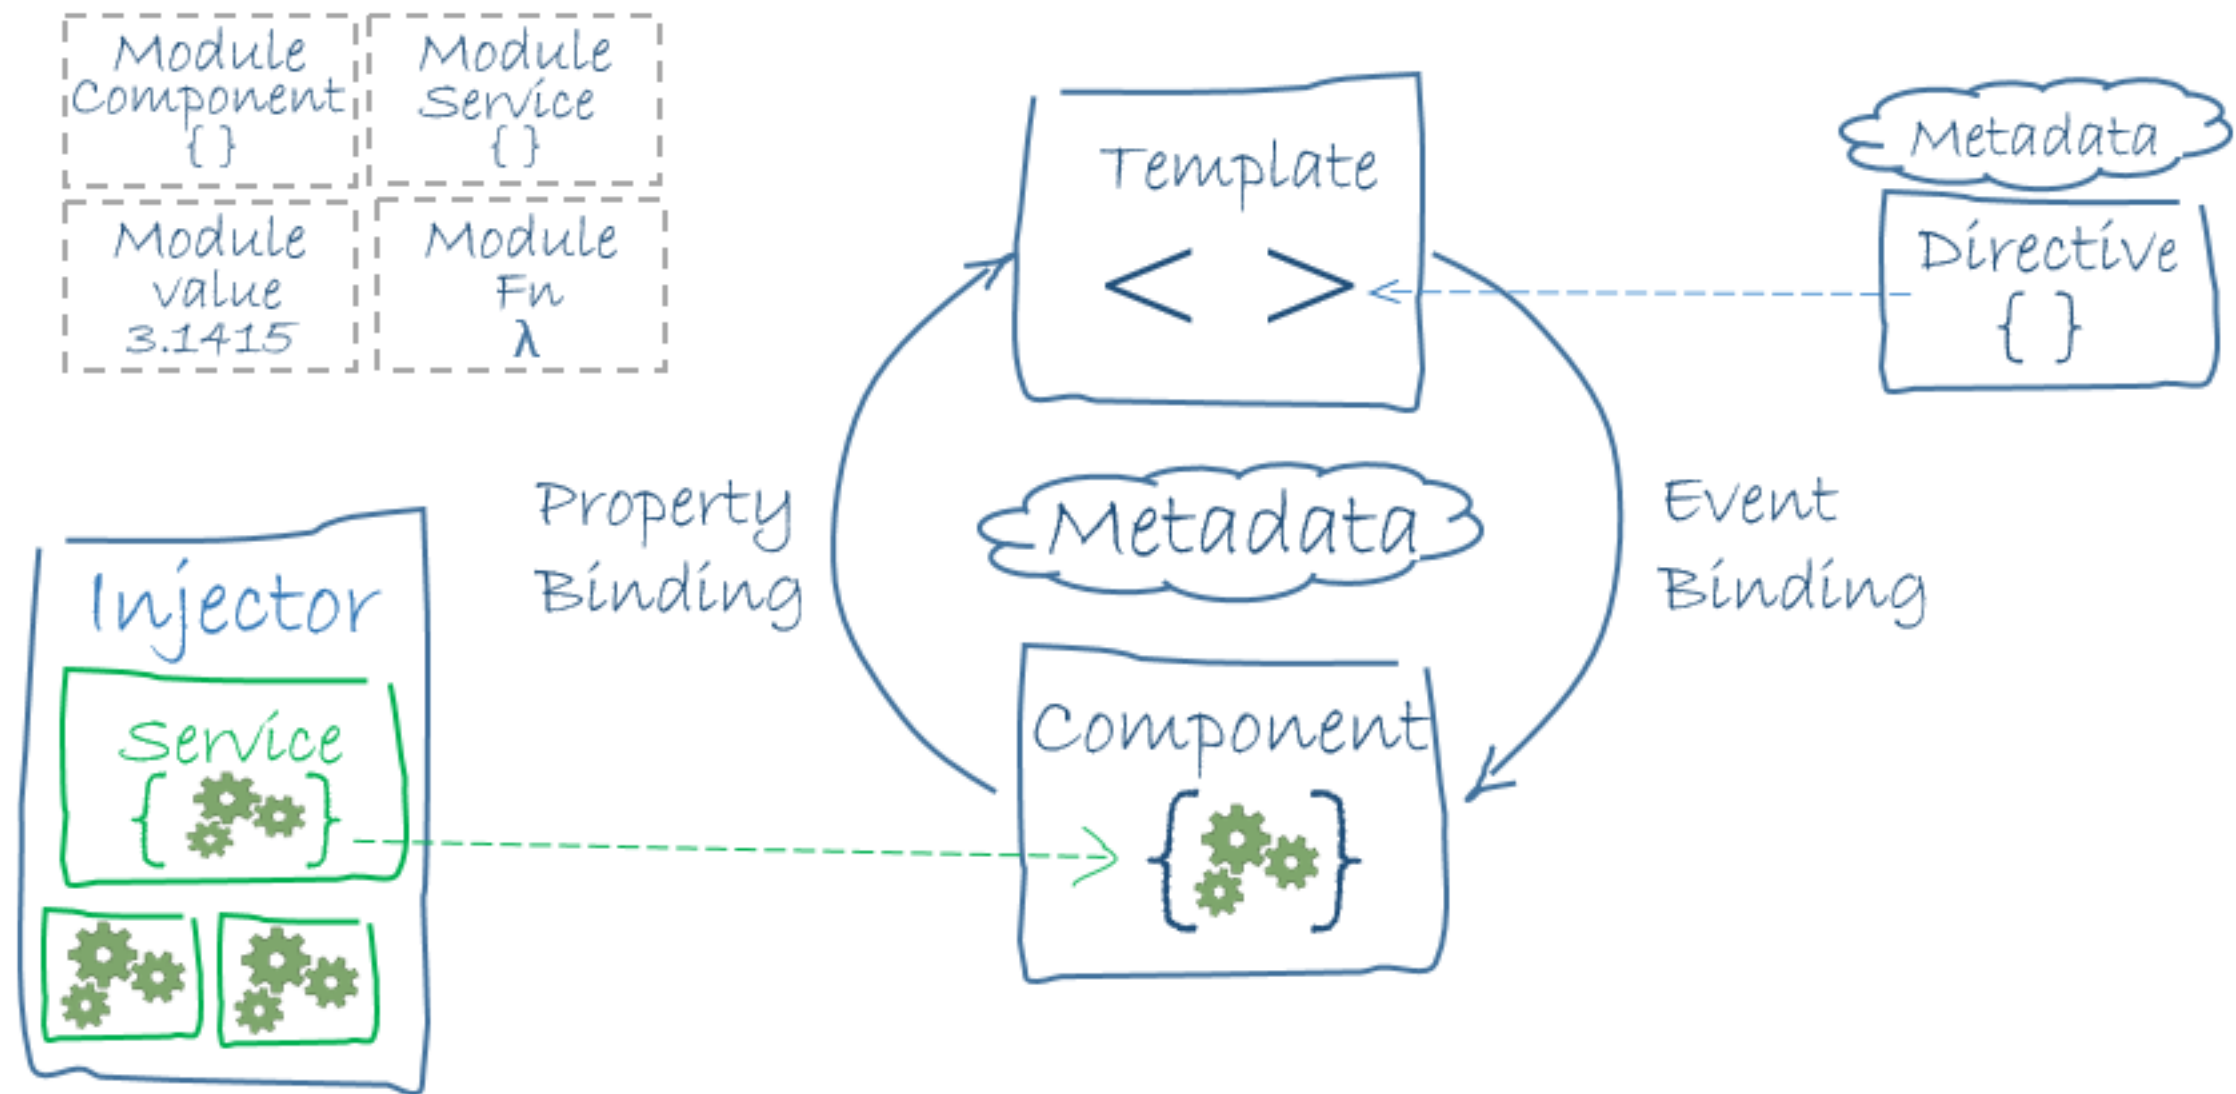 Module
Component
{ }
Module
Service
{ }
Module
value
3.1415
Module
Fn
λ
Template
< >
Metadata
Directive
{ }
Property
Binding
Metadata
Event
Binding
Injector
Service
{ }
Component
{ }